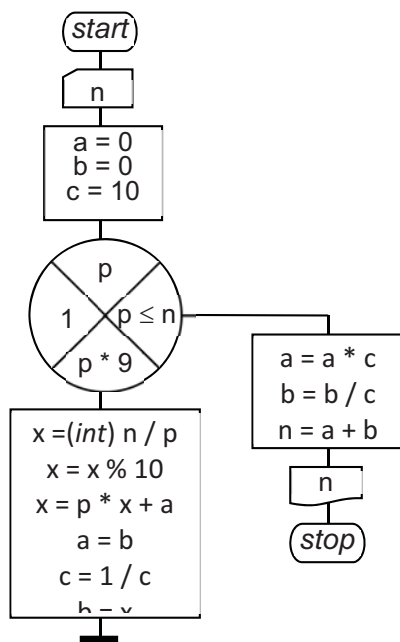 start
n
a = 0
b = 0
c = 10
p
1
p ≤ n
p * 9
x =(int) n / p
x = x % 10
x = p * x + a
a = b
c = 1 / c
b = x
a = a * c
b = b / c
n = a + b
n
stop